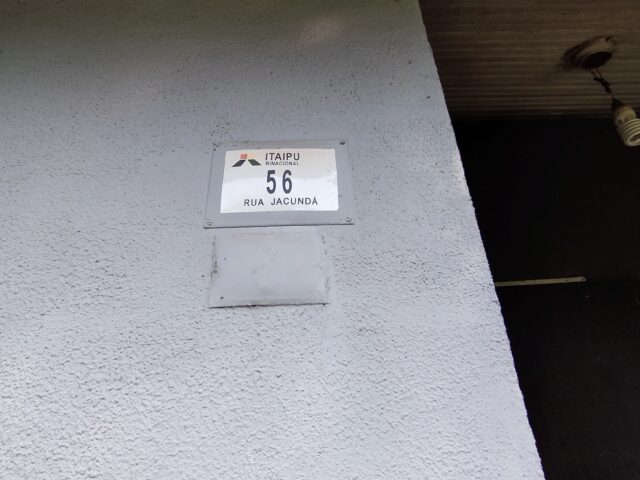 ITAIPU
BINACIONAL
56
RUA JACUNDÁ